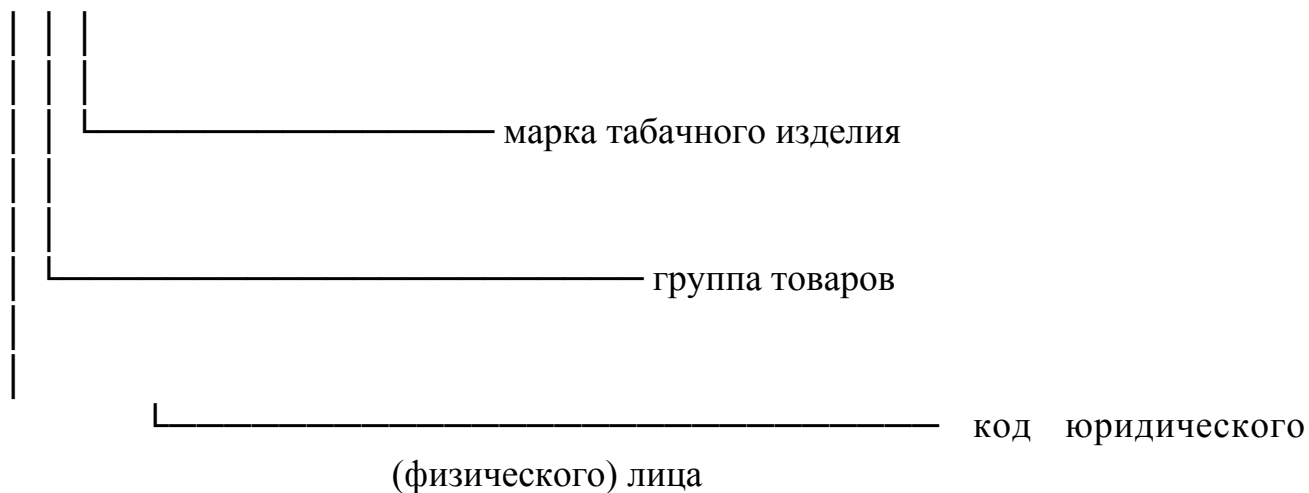 марка табачного изделия
группа товаров
код юридического
(физического) лица